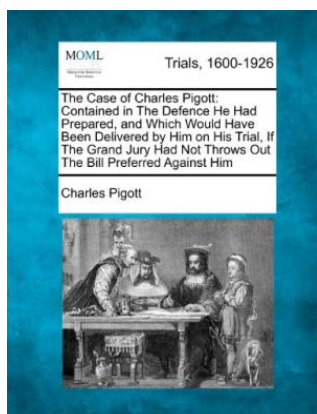 MOML
Trials, 1600-1926
The Case of Charles Pigott:
Contained in The Defence He Had
Prepared, and Which Would Have
Been Delivered by Him on His Trial, If
The Grand Jury Had Not Throws Out
The Bill Preferred Against Him
Charles Pigott